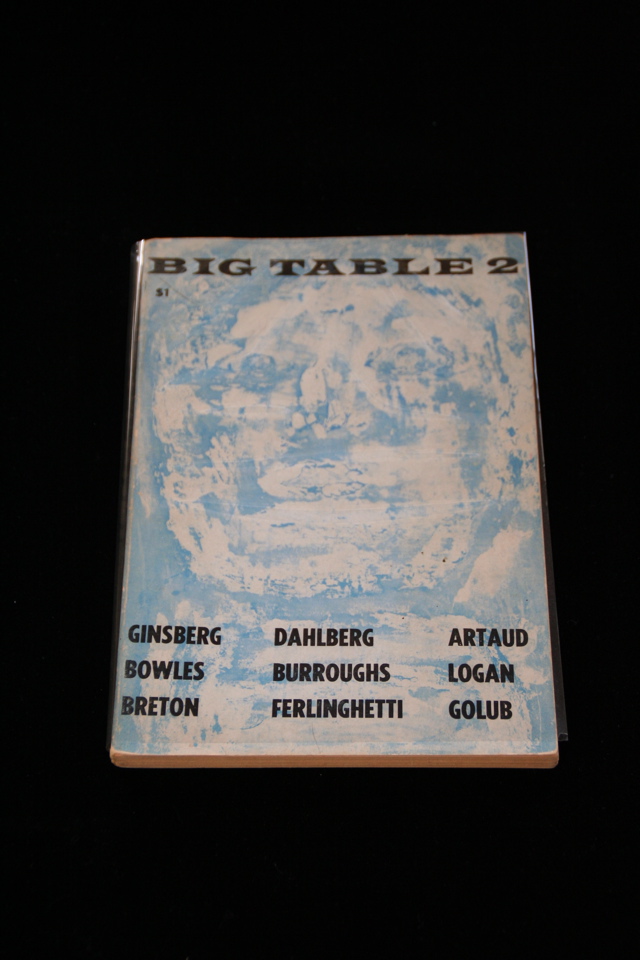 BIG TABLE 2
$1
GINSBERG DAHLBERG ARTAUD
BOWLES BURROUGHS LOGAN
BRETON FERLINGHETTI GOLUB